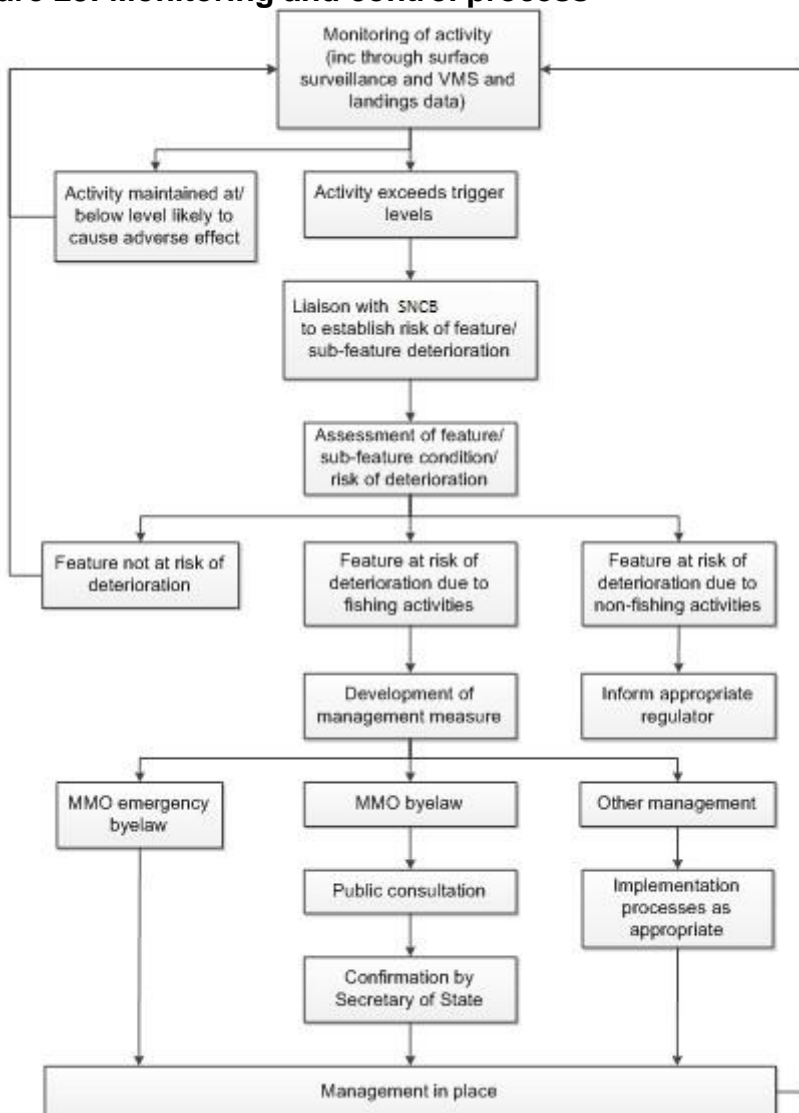 Monitoring and control process
Monitoring of activity
(inc through surface
surveillance and VMS and
landings data)
Activity maintained at/
below level likely to
cause adverse effect
Activity exceeds trigger
levels
Liaison with SNCB
to establish risk of feature/
sub-feature deterioration
Assessment of feature/
sub-feature condition/
risk of deterioration
Feature not at risk of
deterioration
Feature at risk of
deterioration due to
fishing activities
Feature at risk of
deterioration due to
non-fishing activities
Development of
management measure
Inform appropriate
regulator
MMO emergency
byelaw
MMO byelaw
Other management
Public consultation
Implementation
processes as
appropriate
Confirmation by
Secretary of State
Management in place